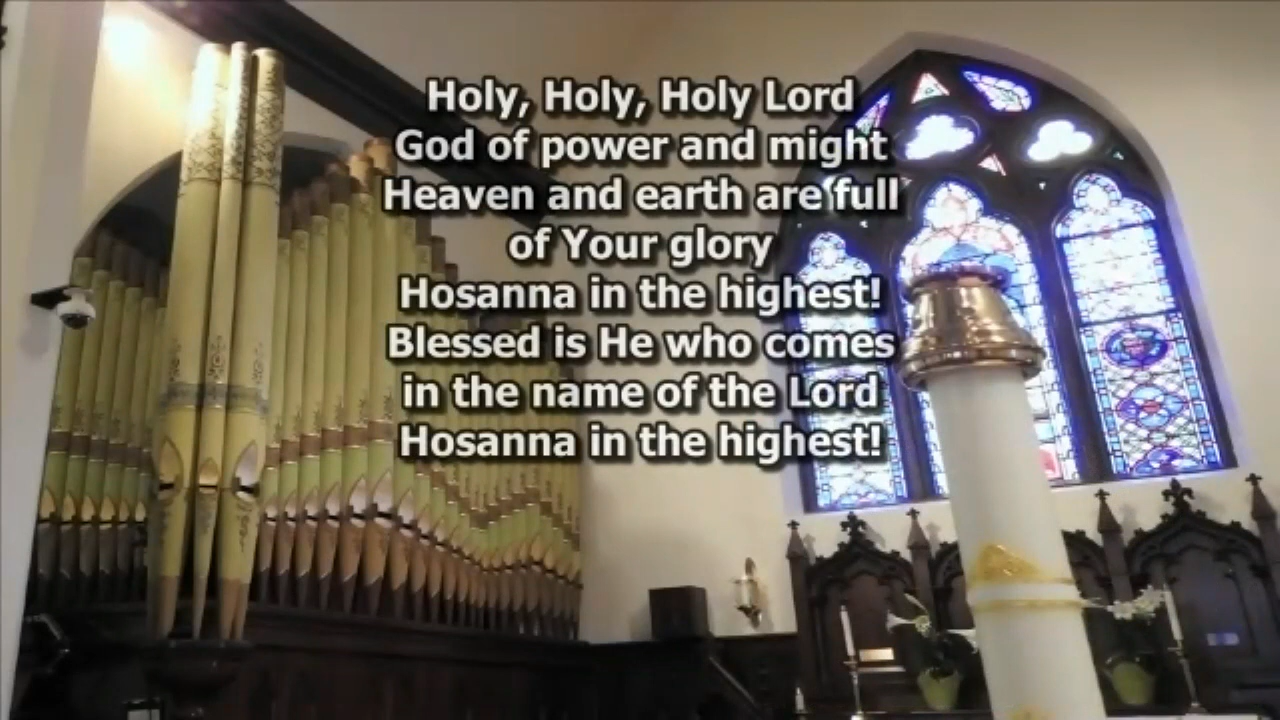 Holy, Holy, Holy Lord
God of power and might
Heaven and earth are full
of Your glory
Hosanna in the highest!
Blessed is He who comes
in the name of the Lord
Hosanna in the highest!